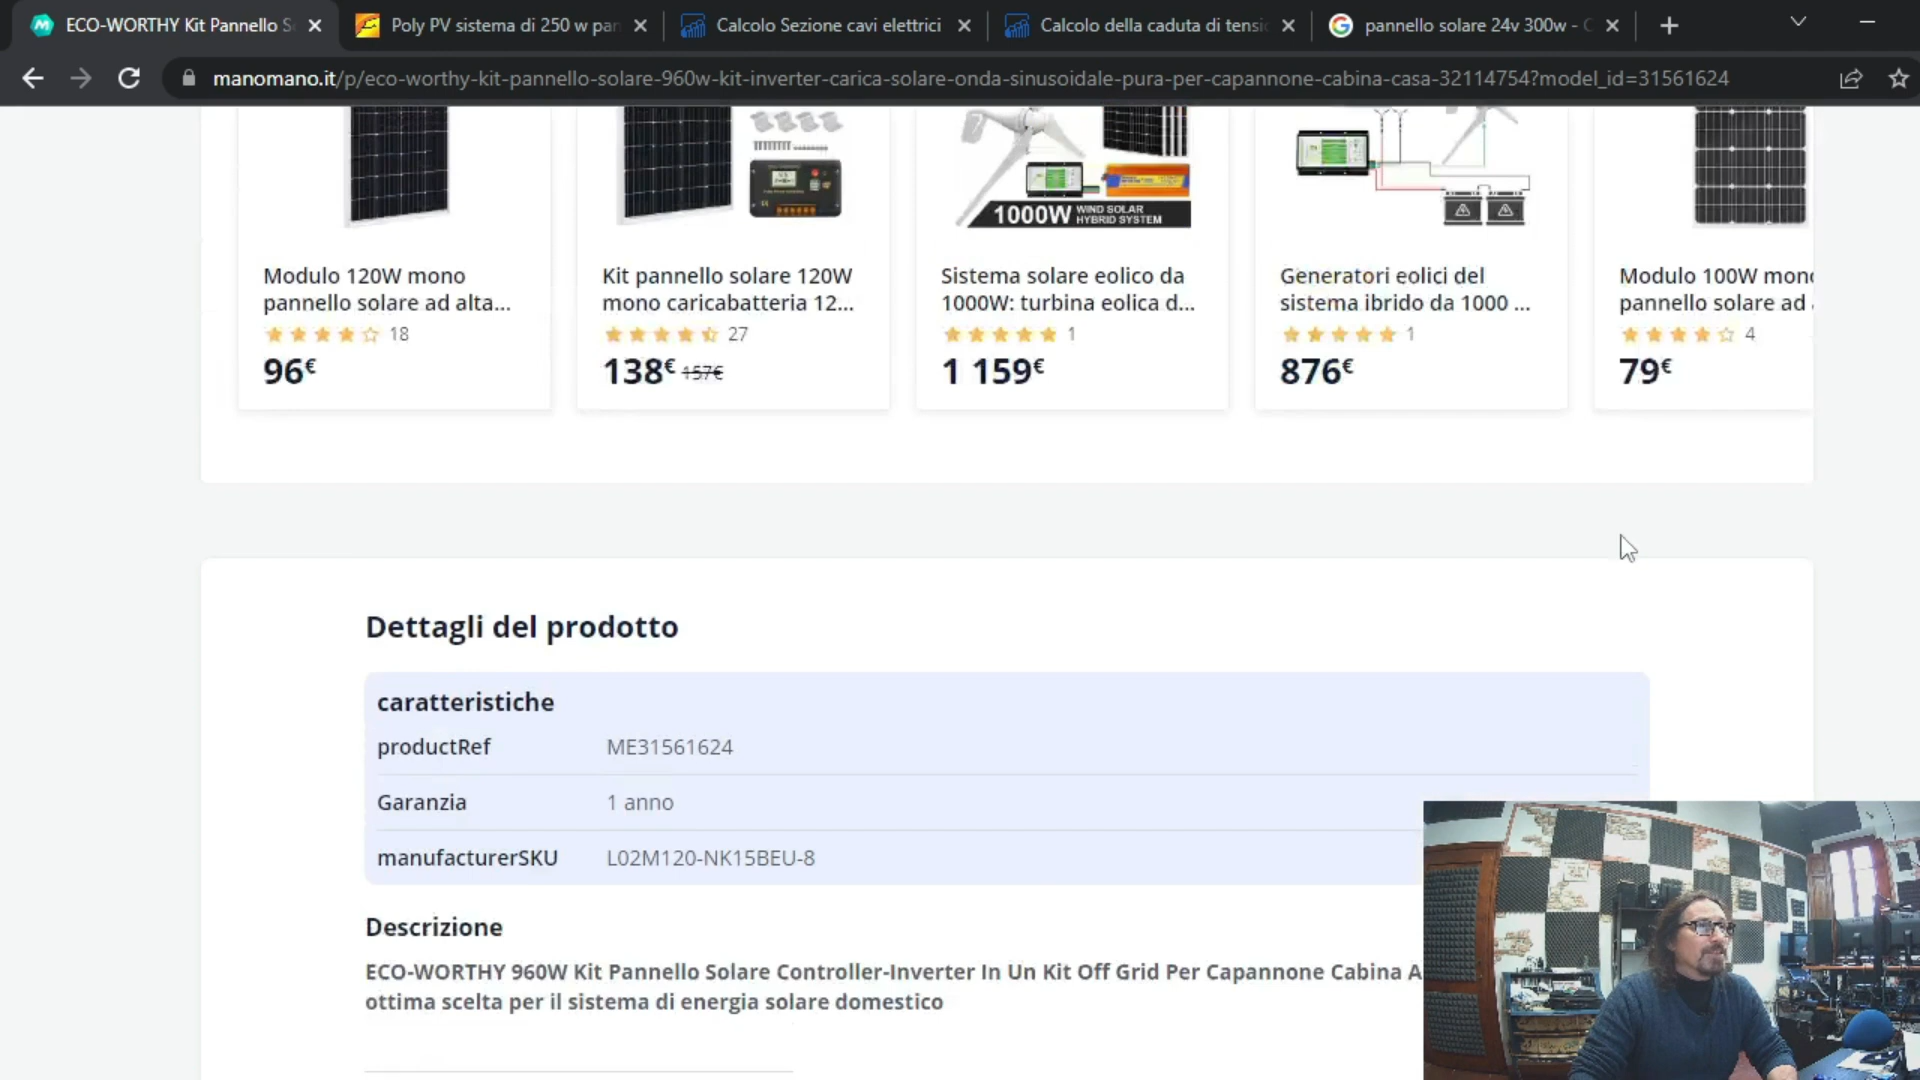 ECO-WORTHY Kit Pannello S
Poly PV sistema di 250 w pan
Calcolo Sezione cavi elettrici
Calcolo della caduta di tensio
pannello solare 24v 300w - C
manomano.it/p/eco-worthy-kit-pannello-solare-960w-kit-inverter-carica-solare-onda-sinusoidale-pura-per-capannone-cabina-casa-32114754?model_id=31561624
1000W WIND SOLAR HYBRID SYSTEM
Modulo 120W mono
pannello solare ad alta...
18
96€
Kit pannello solare 120W
mono caricabatteria 12...
27
138€ 157€
Sistema solare eolico da
1000W: turbina eolica d...
1
1 159€
Generatori eolici del
sistema ibrido da 1000 ...
1
876€
Modulo 100W mono
pannello solare ad
4
79€
Dettagli del prodotto
caratteristiche
productRef ME31561624
Garanzia 1 anno
manufacturerSKU L02M120-NK15BEU-8
Descrizione
ECO-WORTHY 960W Kit Pannello Solare Controller-Inverter In Un Kit Off Grid Per Capannone Cabina A
ottima scelta per il sistema di energia solare domestico